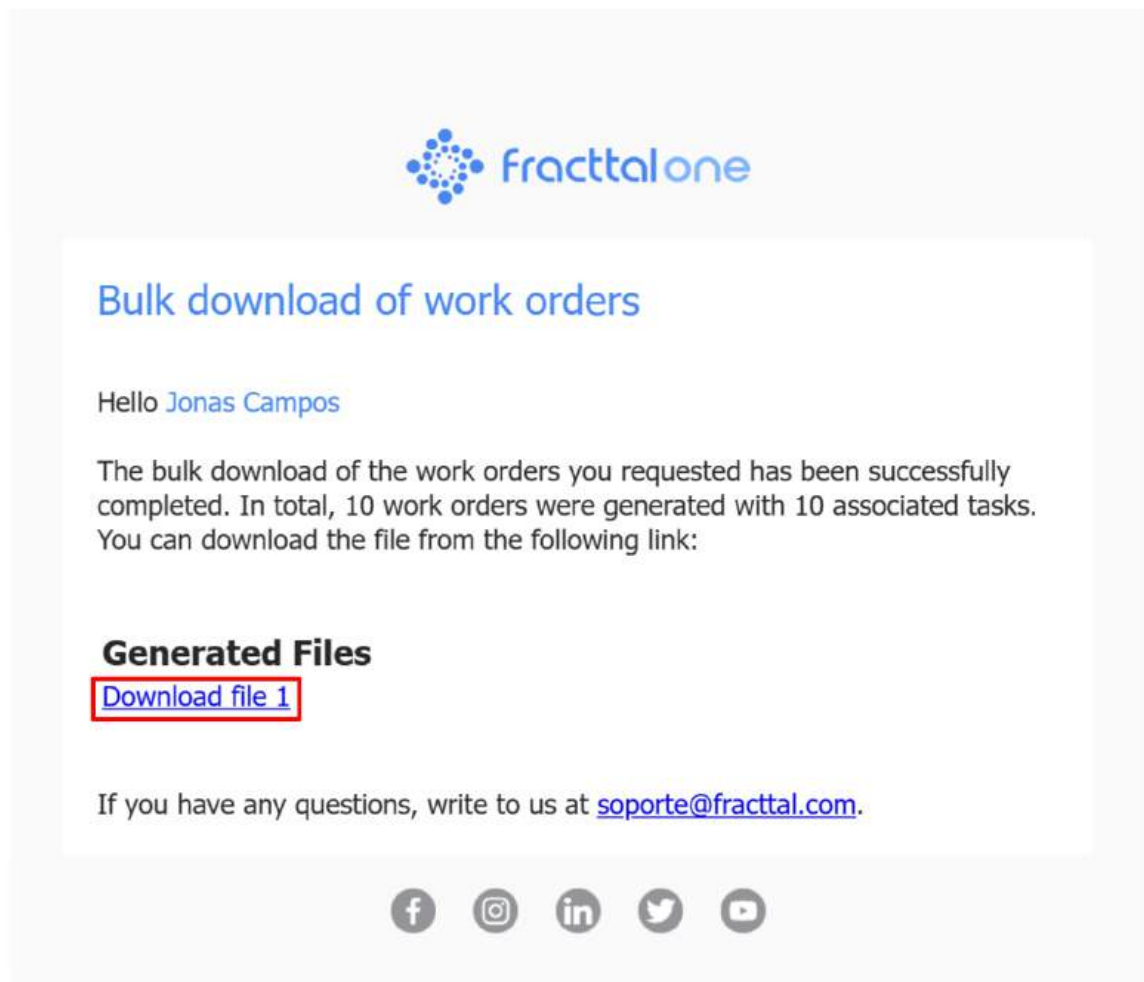 fracttal one
Bulk download of work orders
Hello Jonas Campos
The bulk download of the work orders you requested has been successfully
completed. In total, 10 work orders were generated with 10 associated tasks.
You can download the file from the following link:
Generated Files
Download file 1
If you have any questions, write to us at soporte@fracttal.com.